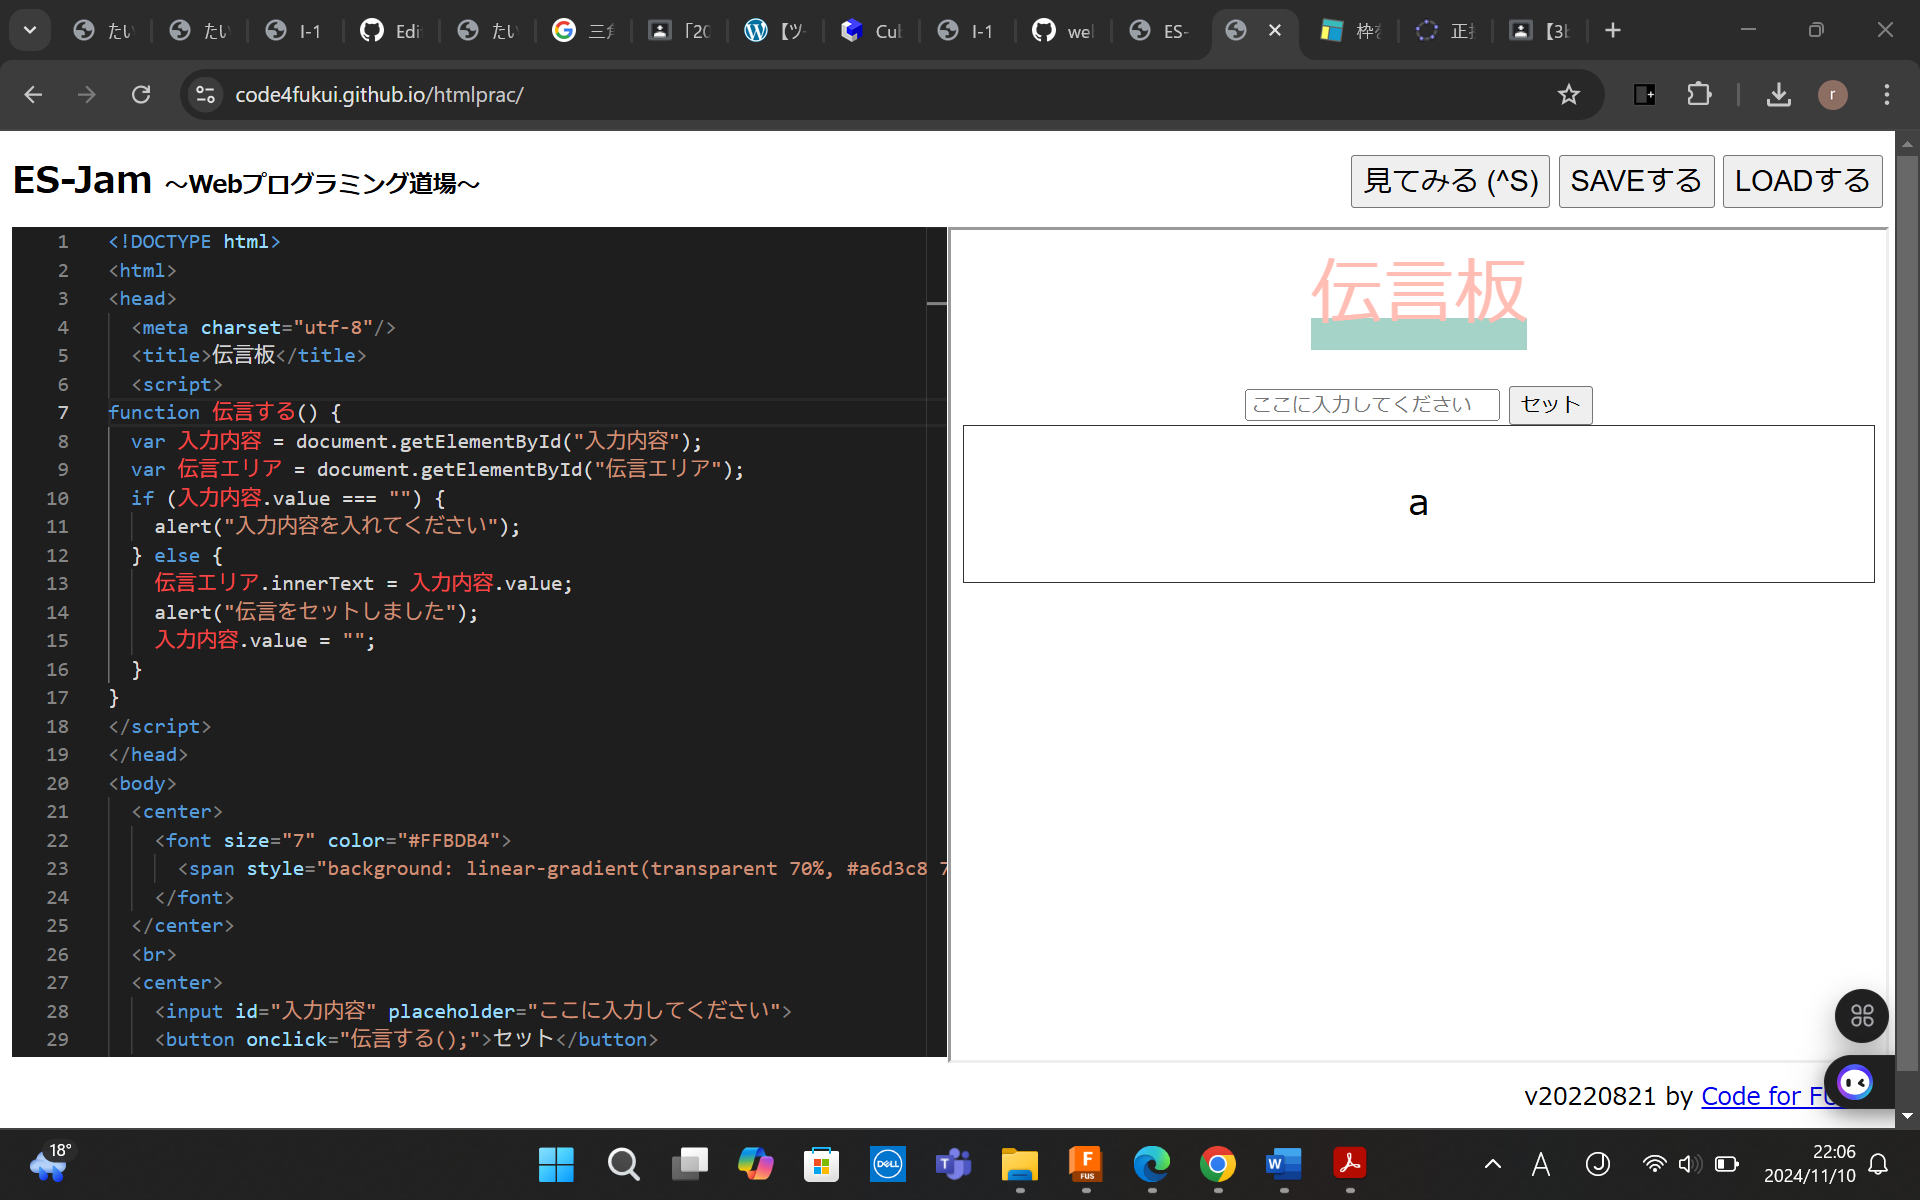 たい
たい
I-1
Edi
たい
三角
「20
【ツ
Cu
I-1
wel
ES-
枠を
正
【3
code4fukui.github.io/htmlprac/
r
ES-Jam ～Webプログラミング道場～
見てみる (^S)
SAVEする
LOADする
1 <!DOCTYPE html>
2 <html>
3 <head>
4 <meta charset="utf-8"/>
5 <title>伝言板</title>
6 <script>
7 function 伝言する() {
8 var 入力内容 = document.getElementById("入力内容");
9 var 伝言エリア = document.getElementById("伝言エリア");
10 if (入力内容.value === "") {
11 alert("入力内容を入れてください");
12 } else {
13 伝言エリア.innerText = 入力内容.value;
14 alert("伝言をセットしました");
15 入力内容.value = "";
16 }
17 }
18 </script>
19 </head>
20 <body>
21 <center>
22 <font size="7" color="#FFBDB4">
23 <span style="background: linear-gradient(transparent 70%, #a6d3c8 7
24 </font>
25 </center>
26 <br>
27 <center>
28 <input id="入力内容" placeholder="ここに入力してください">
29 <button onclick="伝言する();">セット</button>
伝言板
ここに入力してください
セット
a
v20220821 by Code for FU
18°
DELL
T
F
FUS
W
A
J
22:06
2024/11/10